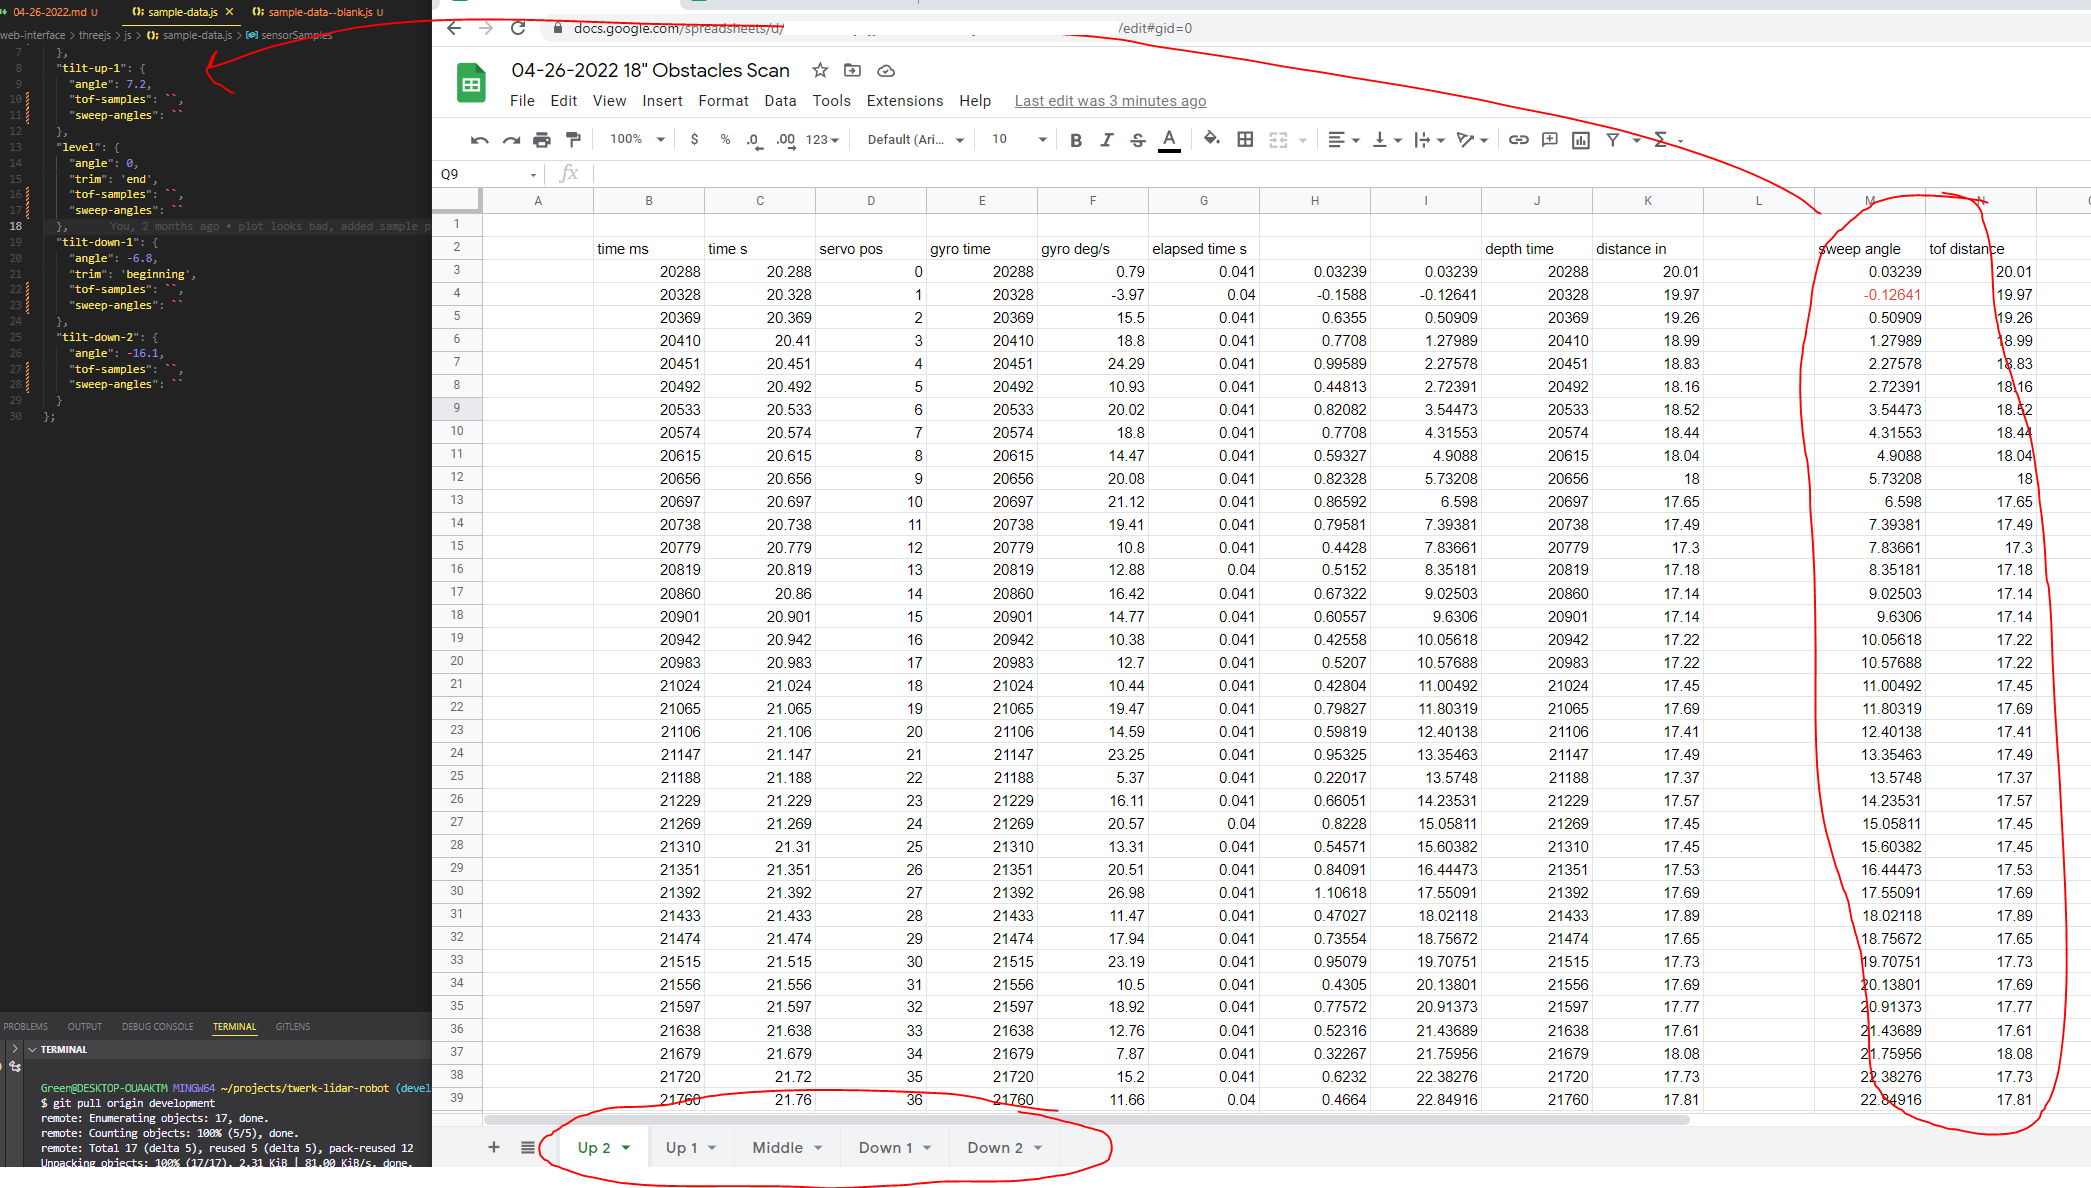 04-26-2022.md U
sample-data.js ×
sample-data--blank.js U
web-interface > threejs > js > sample-data.js > sensorSamples
7 },
8 "tilt-up-1": {
9 "angle": 7.2,
10 "tof-samples": ``,
11 "sweep-angles": ``
12 },
13 "level": {
14 "angle": 0,
15 "trim": 'end',
16 "tof-samples": ``,
17 "sweep-angles": ``
18 }, You, 2 months ago • plot looks bad, added sample p
19 "tilt-down-1": {
20 "angle": -6.8,
21 "trim": 'beginning',
22 "tof-samples": ``,
23 "sweep-angles": ``
24 },
25 "tilt-down-2": {
26 "angle": -16.1,
27 "tof-samples": ``,
28 "sweep-angles": ``
29 }
30 };
PROBLEMS OUTPUT DEBUG CONSOLE TERMINAL GITLENS
TERMINAL
Green@DESKTOP-OUAAKTM MINGW64 ~/projects/twerk-lidar-robot (devel
$ git pull origin development
remote: Enumerating objects: 17, done.
remote: Counting objects: 100% (5/5), done.
remote: Total 17 (delta 5), reused 5 (delta 5), pack-reused 12
Unpacking objects: 100% (17/17), 2.31 KiB | 81.00 KiB/s, done.
docs.google.com/spreadsheets/d/ /edit#gid=0
04-26-2022 18" Obstacles Scan
File Edit View Insert Format Data Tools Extensions Help Last edit was 3 minutes ago
100% $ % .0 .00 123 Default (Ari... 10 B I S A Σ
Q9 fx
A B C D E F G H I J K L M N
1
2 time ms time s servo pos gyro time gyro deg/s elapsed time s depth time distance in sweep angle tof distance
3 20288 20.288 0 20288 0.79 0.041 0.03239 0.03239 20288 20.01 0.03239 20.01
4 20328 20.328 1 20328 -3.97 0.04 -0.1588 -0.12641 20328 19.97 -0.12641 19.97
5 20369 20.369 2 20369 15.5 0.041 0.6355 0.50909 20369 19.26 0.50909 19.26
6 20410 20.41 3 20410 18.8 0.041 0.7708 1.27989 20410 18.99 1.27989 18.99
7 20451 20.451 4 20451 24.29 0.041 0.99589 2.27578 20451 18.83 2.27578 18.83
8 20492 20.492 5 20492 10.93 0.041 0.44813 2.72391 20492 18.16 2.72391 18.16
9 20533 20.533 6 20533 20.02 0.041 0.82082 3.54473 20533 18.52 3.54473 18.52
10 20574 20.574 7 20574 18.8 0.041 0.7708 4.31553 20574 18.44 4.31553 18.44
11 20615 20.615 8 20615 14.47 0.041 0.59327 4.9088 20615 18.04 4.9088 18.04
12 20656 20.656 9 20656 20.08 0.041 0.82328 5.73208 20656 18 5.73208 18
13 20697 20.697 10 20697 21.12 0.041 0.86592 6.598 20697 17.65 6.598 17.65
14 20738 20.738 11 20738 19.41 0.041 0.79581 7.39381 20738 17.49 7.39381 17.49
15 20779 20.779 12 20779 10.8 0.041 0.4428 7.83661 20779 17.3 7.83661 17.3
16 20819 20.819 13 20819 12.88 0.04 0.5152 8.35181 20819 17.18 8.35181 17.18
17 20860 20.86 14 20860 16.42 0.041 0.67322 9.02503 20860 17.14 9.02503 17.14
18 20901 20.901 15 20901 14.77 0.041 0.60557 9.6306 20901 17.14 9.6306 17.14
19 20942 20.942 16 20942 10.38 0.041 0.42558 10.05618 20942 17.22 10.05618 17.22
20 20983 20.983 17 20983 12.7 0.041 0.5207 10.57688 20983 17.22 10.57688 17.22
21 21024 21.024 18 21024 10.44 0.041 0.42804 11.00492 21024 17.45 11.00492 17.45
22 21065 21.065 19 21065 19.47 0.041 0.79827 11.80319 21065 17.69 11.80319 17.69
23 21106 21.106 20 21106 14.59 0.041 0.59819 12.40138 21106 17.41 12.40138 17.41
24 21147 21.147 21 21147 23.25 0.041 0.95325 13.35463 21147 17.49 13.35463 17.49
25 21188 21.188 22 21188 5.37 0.041 0.22017 13.5748 21188 17.37 13.5748 17.37
26 21229 21.229 23 21229 16.11 0.041 0.66051 14.23531 21229 17.57 14.23531 17.57
27 21269 21.269 24 21269 20.57 0.04 0.8228 15.05811 21269 17.45 15.05811 17.45
28 21310 21.31 25 21310 13.31 0.041 0.54571 15.60382 21310 17.45 15.60382 17.45
29 21351 21.351 26 21351 20.51 0.041 0.84091 16.44473 21351 17.53 16.44473 17.53
30 21392 21.392 27 21392 26.98 0.041 1.10618 17.55091 21392 17.69 17.55091 17.69
31 21433 21.433 28 21433 11.47 0.041 0.47027 18.02118 21433 17.89 18.02118 17.89
32 21474 21.474 29 21474 17.94 0.041 0.73554 18.75672 21474 17.65 18.75672 17.65
33 21515 21.515 30 21515 23.19 0.041 0.95079 19.70751 21515 17.73 19.70751 17.73
34 21556 21.556 31 21556 10.5 0.041 0.4305 20.13801 21556 17.69 20.13801 17.69
35 21597 21.597 32 21597 18.92 0.041 0.77572 20.91373 21597 17.77 20.91373 17.77
36 21638 21.638 33 21638 12.76 0.041 0.52316 21.43689 21638 17.61 21.43689 17.61
37 21679 21.679 34 21679 7.87 0.041 0.32267 21.75956 21679 18.08 21.75956 18.08
38 21720 21.72 35 21720 15.2 0.041 0.6232 22.38276 21720 17.73 22.38276 17.73
39 21760 21.76 36 21760 11.66 0.04 0.4664 22.84916 21760 17.81 22.84916 17.81
Up 2 Up 1 Middle Down 1 Down 2